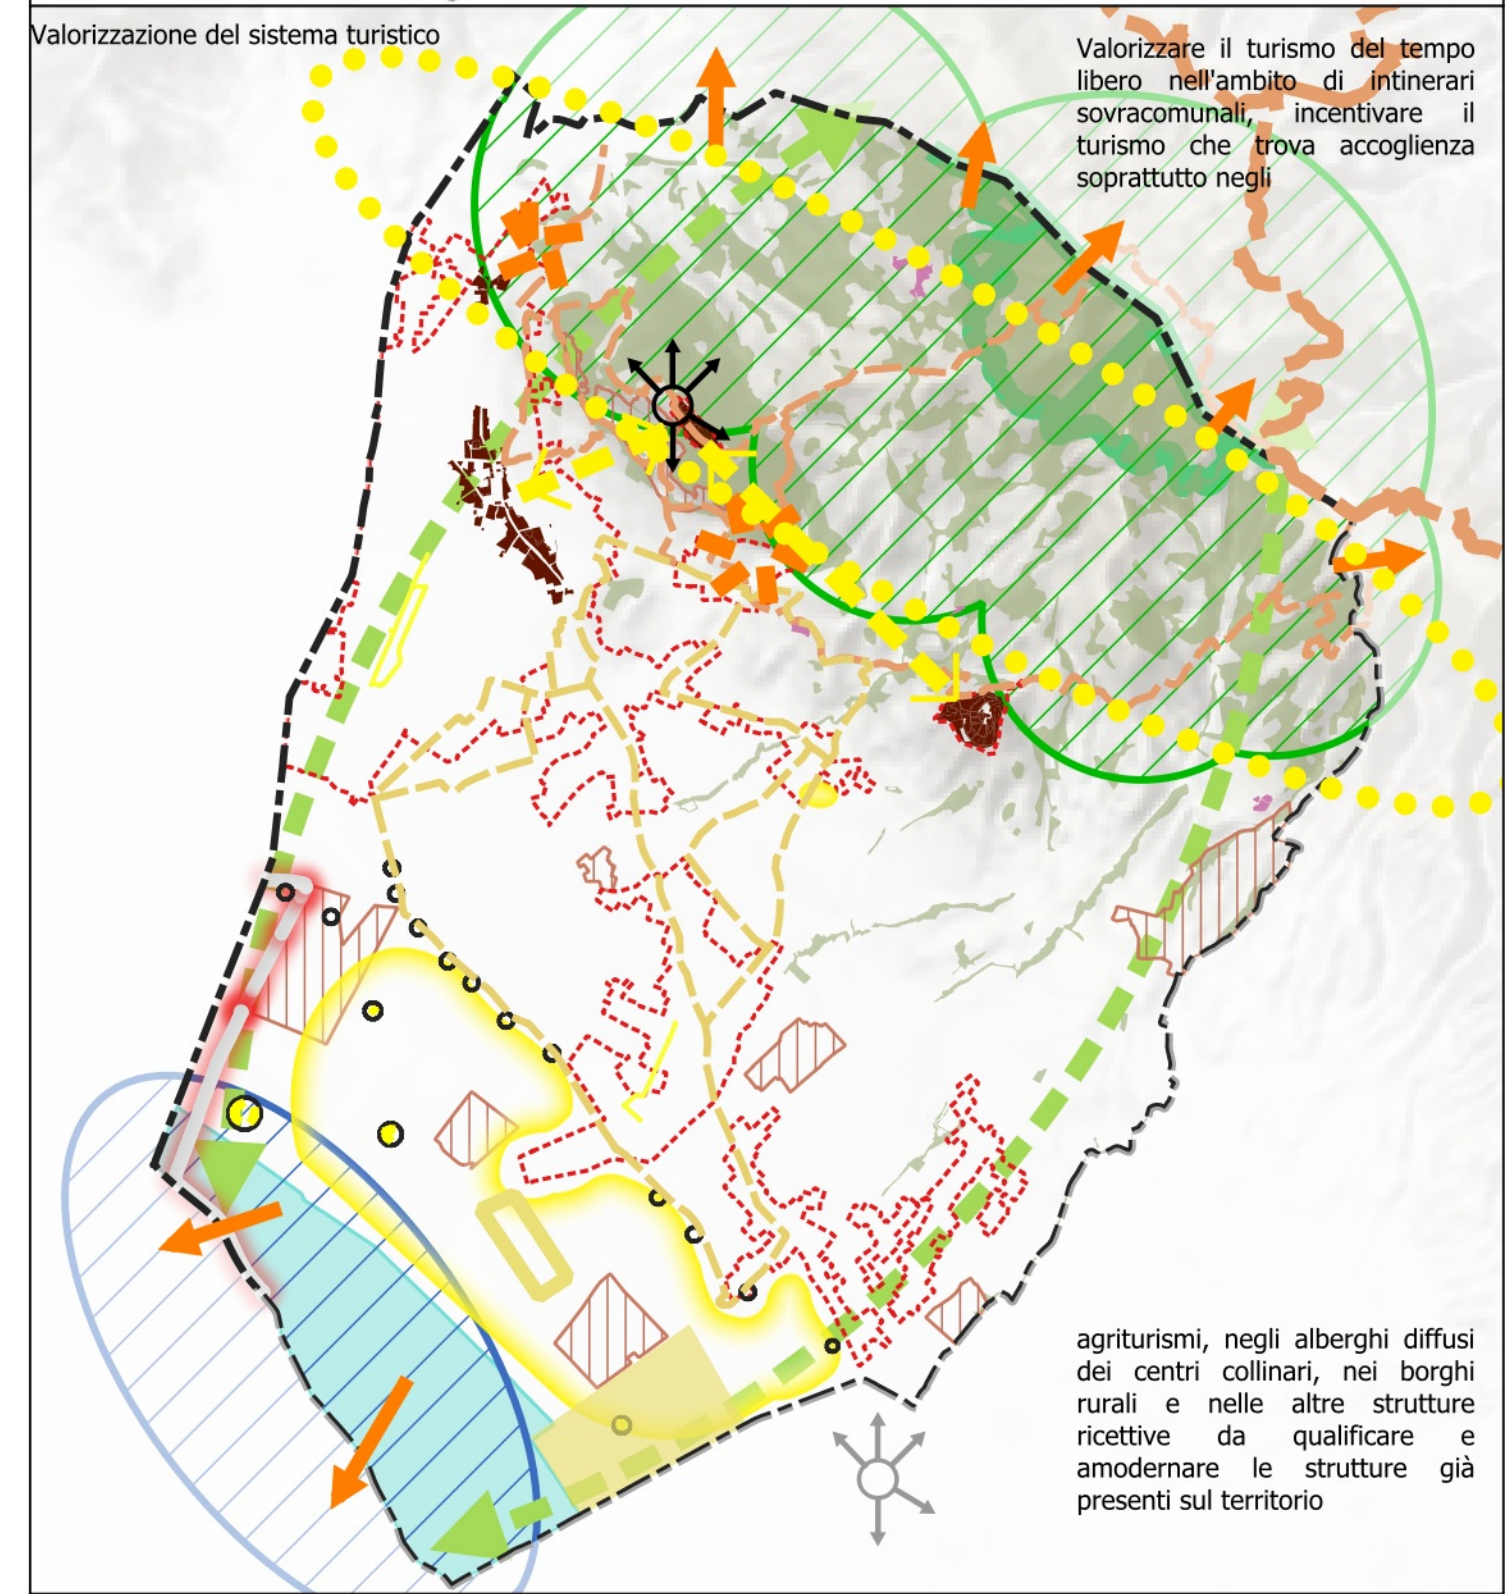 Valorizzazione del sistema turistico
Valorizzare il turismo del tempo
libero nell'ambito di intinerari
sovracomunali, incentivare il
turismo che trova accoglienza
soprattutto negli
agriturismi, negli alberghi diffusi
dei centri collinari, nei borghi
rurali e nelle altre strutture
ricettive da qualificare e
amodernare le strutture già
presenti sul territorio